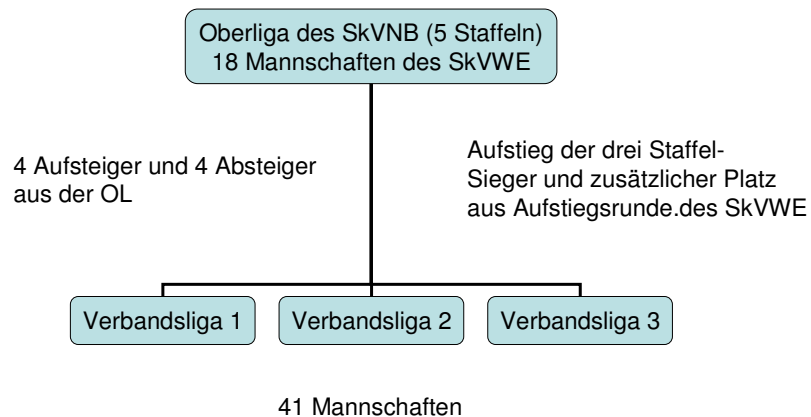 Oberliga des SkVNB (5 Staffeln)
18 Mannschaften des SkVWE
4 Aufsteiger und 4 Absteiger
aus der OL
Aufstieg der drei Staffel-
Sieger und zusätzlicher Platz
aus Aufstiegsrunde.des SkVWE
Verbandsliga 1
Verbandsliga 2
Verbandsliga 3
41 Mannschaften